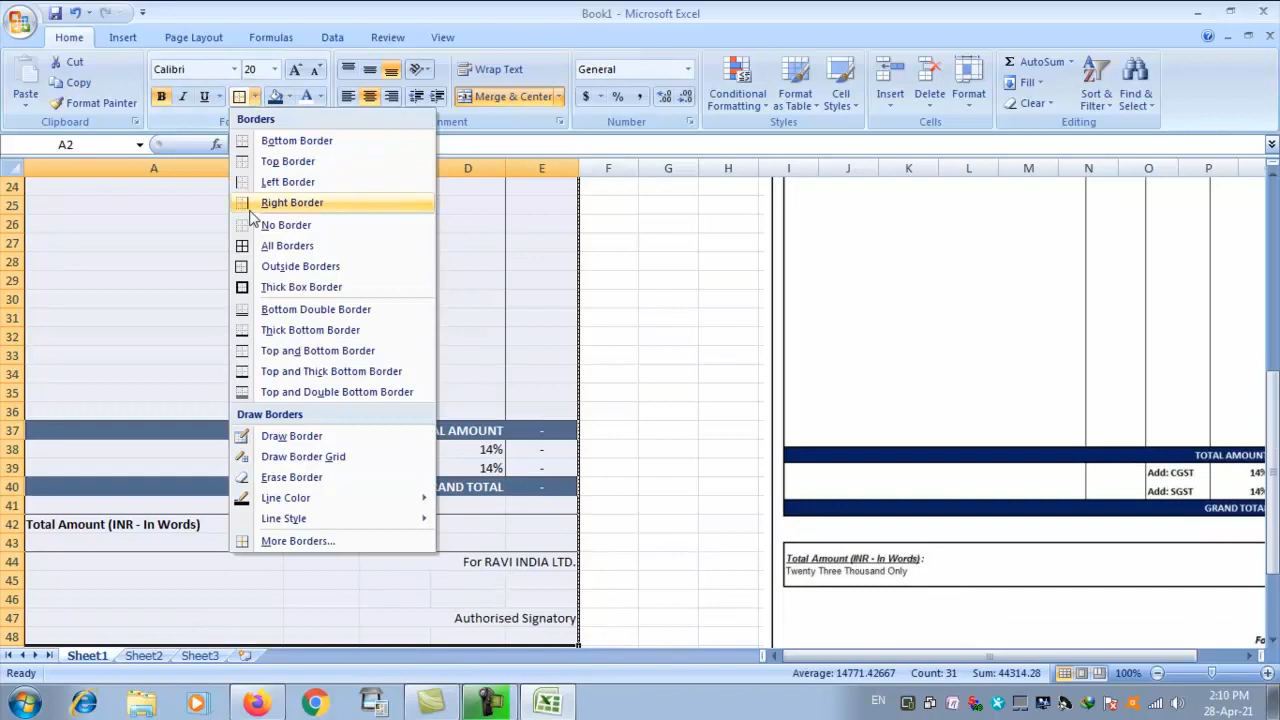 Book1 - Microsoft Excel
Home Insert Page Layout Formulas Data Review View
Cut
Copy
Format Painter
Paste
Clipboard
Calibri 20
B I U
Wrap Text
Merge & Center
General
$ % ,
Number
Conditional Formatting
Format as Table
Cell Styles
Styles
Insert Delete Format
Cells
AutoSum
Fill
Clear
Sort & Filter
Find & Select
Editing
A2
fx
A D E F G H I J K L M N O P
Borders
Bottom Border
Top Border
Left Border
Right Border
No Border
All Borders
Outside Borders
Thick Box Border
Bottom Double Border
Thick Bottom Border
Top and Bottom Border
Top and Thick Bottom Border
Top and Double Bottom Border
Draw Borders
Draw Border
Draw Border Grid
Erase Border
Line Color
Line Style
More Borders...
24
25
26
27
28
29
30
31
32
33
34
35
36
37 AMOUNT -
38 14% -
39 14% -
40 TOTAL -
41
42 Total Amount (INR - In Words)
43
44 For RAVI INDIA LTD.
45
46
47 Authorised Signatory
48
TOTAL AMOUNT
Add: CGST 14%
Add: SGST 14%
GRAND TOTAL
Total Amount (INR - In Words) :
Twenty Three Thousand Only
Fo
Sheet1 Sheet2 Sheet3
Ready
Average: 14771.42667 Count: 31 Sum: 44314.28
100%
EN
2:10 PM
28-Apr-21